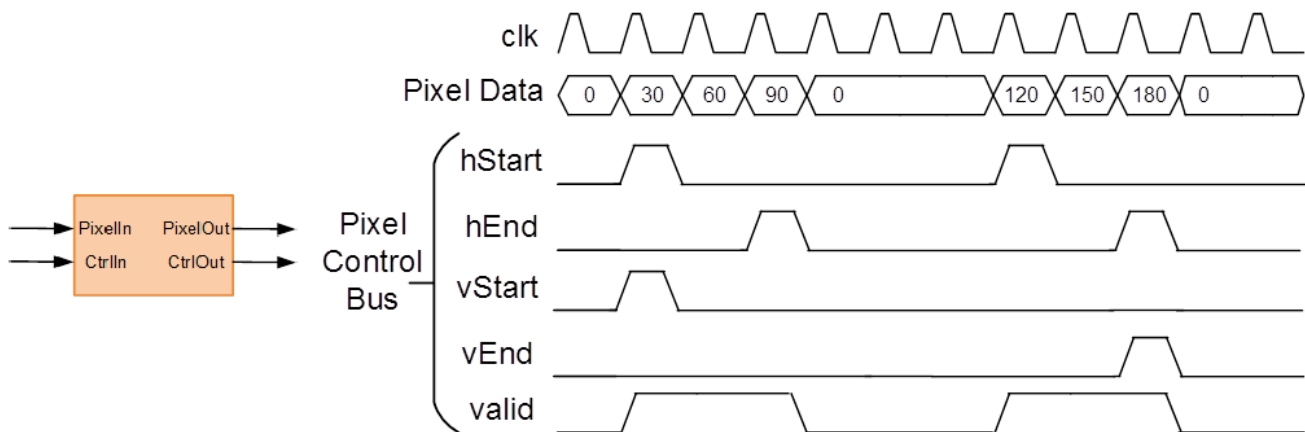 clk
Pixel Data
0 30 60 90 0 120 150 180 0
hStart
hEnd
vStart
vEnd
valid
Pixel
Control
Bus
PixelIn PixelOut
CtrlIn CtrlOut